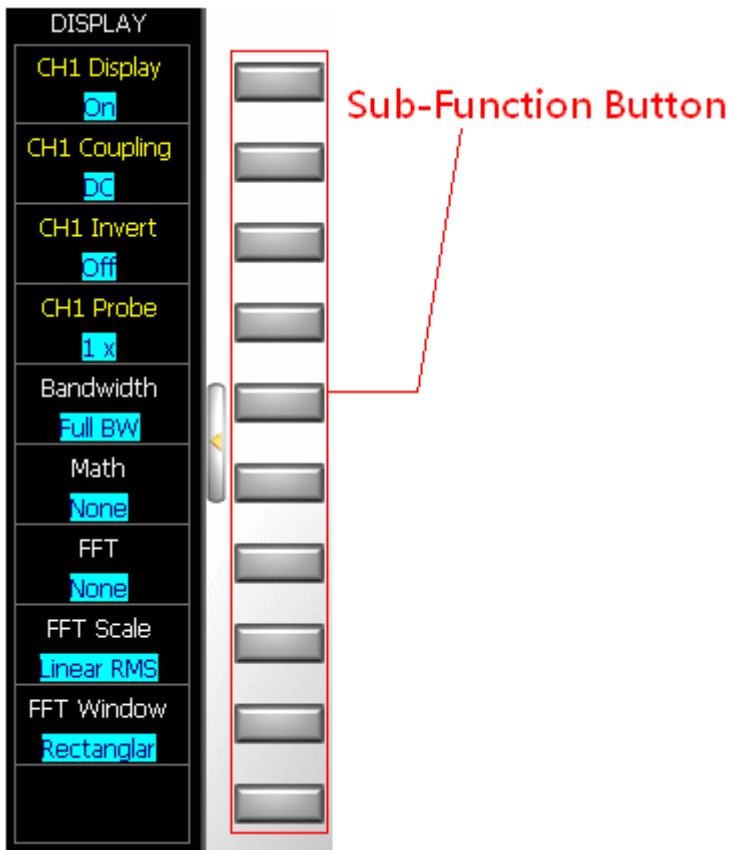 DISPLAY
CH1 Display
On
Sub-Function Button
CH1 Coupling
DC
CH1 Invert
Off
CH1 Probe
1 x
Bandwidth
Full BW
Math
None
FFT
None
FFT Scale
Linear RMS
FFT Window
Rectanglar